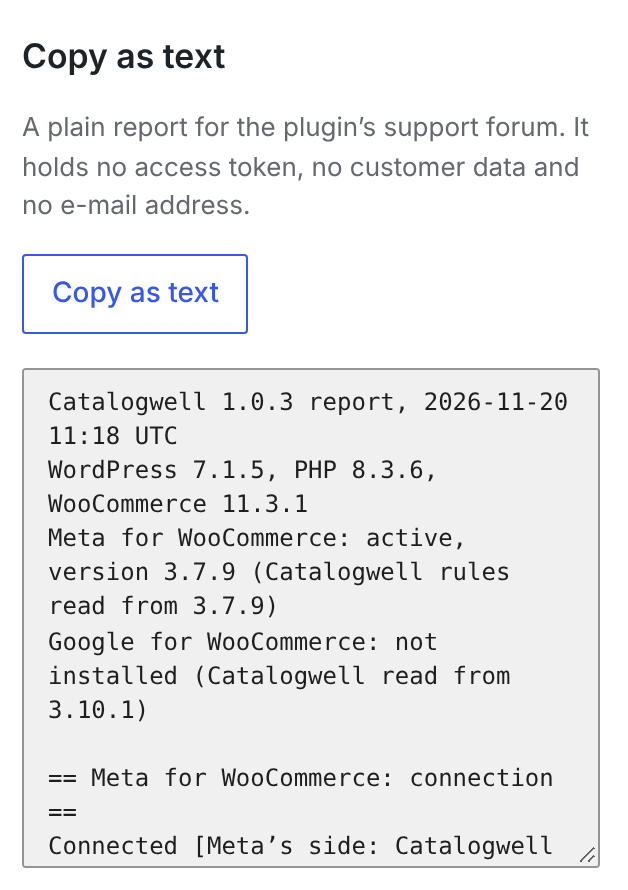 Copy as text
A plain report for the plugin’s support forum. It
holds no access token, no customer data and
no e-mail address.
Copy as text
Catalogwell 1.0.3 report, 2026-11-20
11:18 UTC
WordPress 7.1.5, PHP 8.3.6,
WooCommerce 11.3.1
Meta for WooCommerce: active,
version 3.7.9 (Catalogwell rules
read from 3.7.9)
Google for WooCommerce: not
installed (Catalogwell read from
3.10.1)
== Meta for WooCommerce: connection
==
Connected [Meta’s side: Catalogwell